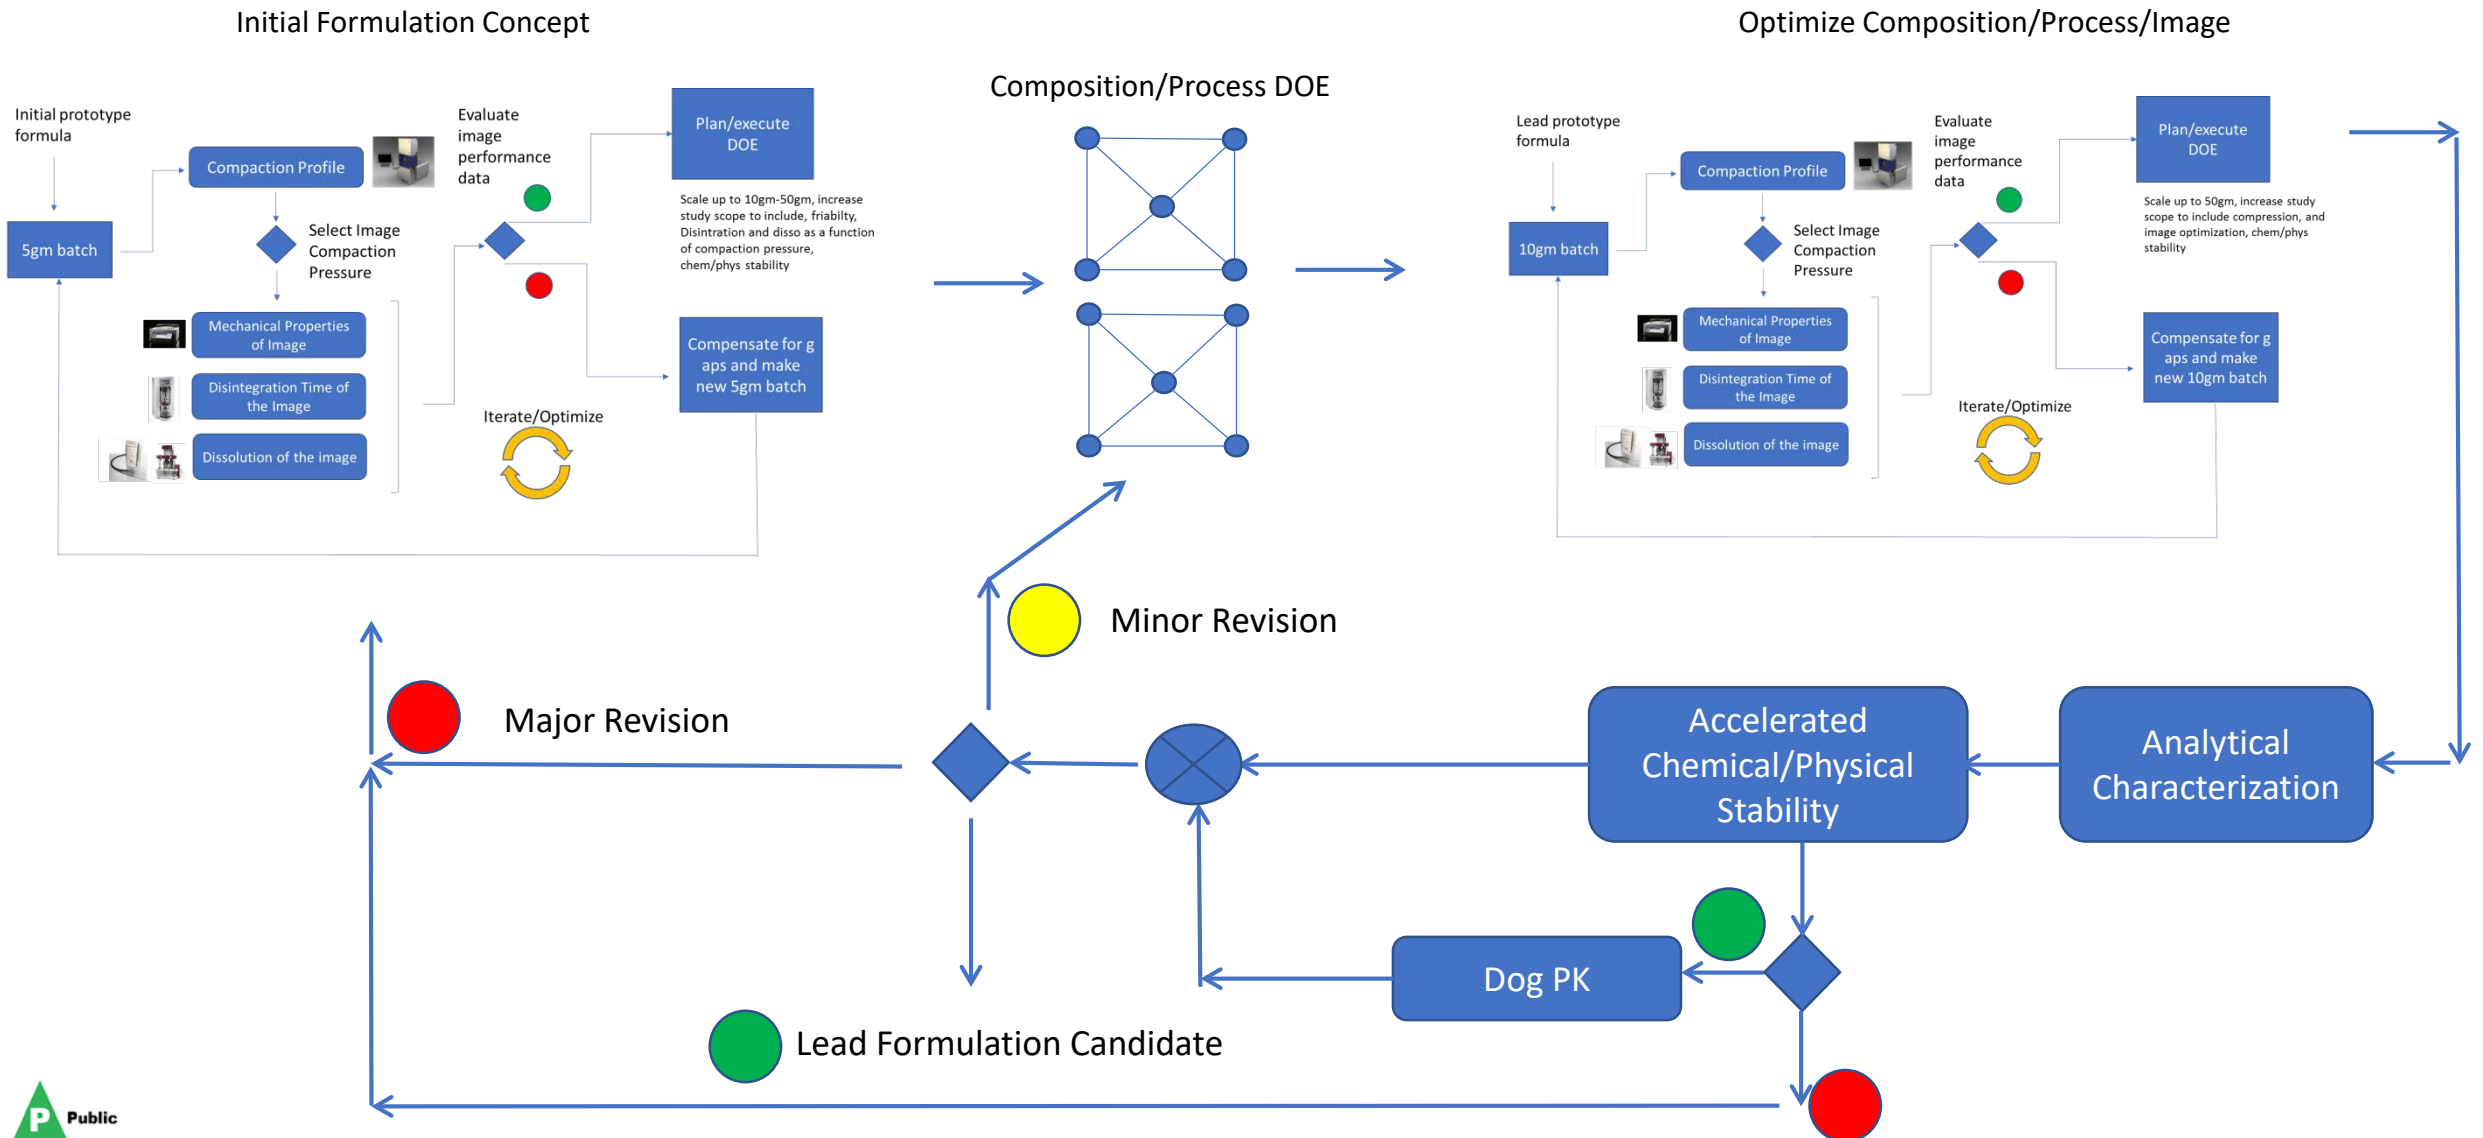 Initial Formulation Concept
Optimize Composition/Process/Image
Composition/Process DOE
Initial prototype
formula
5gm batch
Compaction Profile
Select Image
Compaction
Pressure
Mechanical Properties
of Image
Disintegration Time of
the Image
Dissolution of the image
Evaluate
image
performance
data
Plan/execute
DOE
Scale up to 10gm-50gm, increase
study scope to include, friabilty,
Disintration and disso as a function
of compaction pressure,
chem/phys stability
Compensate for g
aps and make
new 5gm batch
Iterate/Optimize
Lead prototype
formula
10gm batch
Compaction Profile
Select Image
Compaction
Pressure
Mechanical Properties
of Image
Disintegration Time of
the Image
Dissolution of the image
Evaluate
image
performance
data
Plan/execute
DOE
Scale up to 50gm, increase study
scope to include compression, and
image optimization, chem/phys
stability
Compensate for g
aps and make
new 10gm batch
Iterate/Optimize
Minor Revision
Major Revision
Accelerated
Chemical/Physical
Stability
Analytical
Characterization
Dog PK
Lead Formulation Candidate
P Public